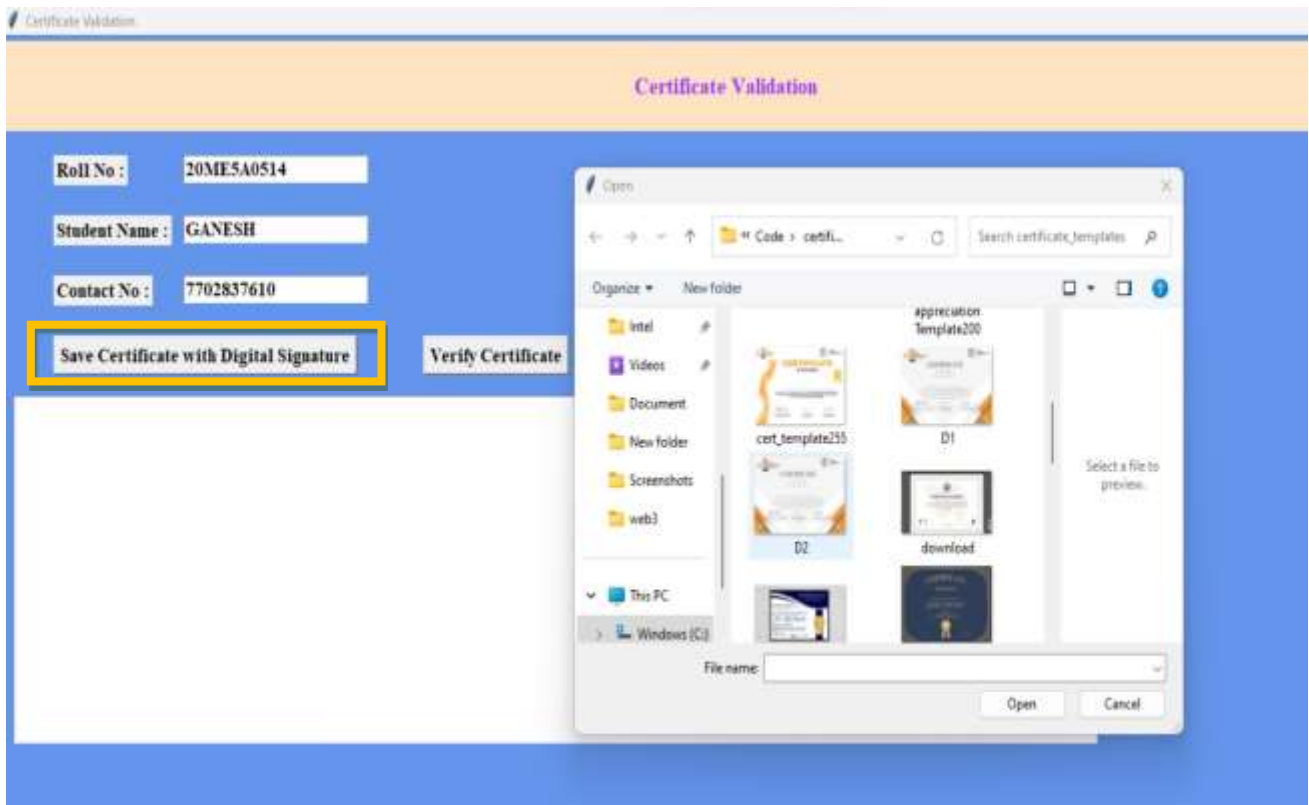 Certificate Validation
Certificate Validation
Roll No :
20ME5A0514
Student Name :
GANESH
Contact No :
7702837610
Save Certificate with Digital Signature
Verify Certificate
Open
« Code › certifi...
Search certificate_templates
Organize
New folder
Intel
Videos
Document
New folder
Screenshots
web3
This PC
Windows (C:)
appreciation
Template200
cert_template255
D1
D2
download
Select a file to
preview.
File name:
Open
Cancel